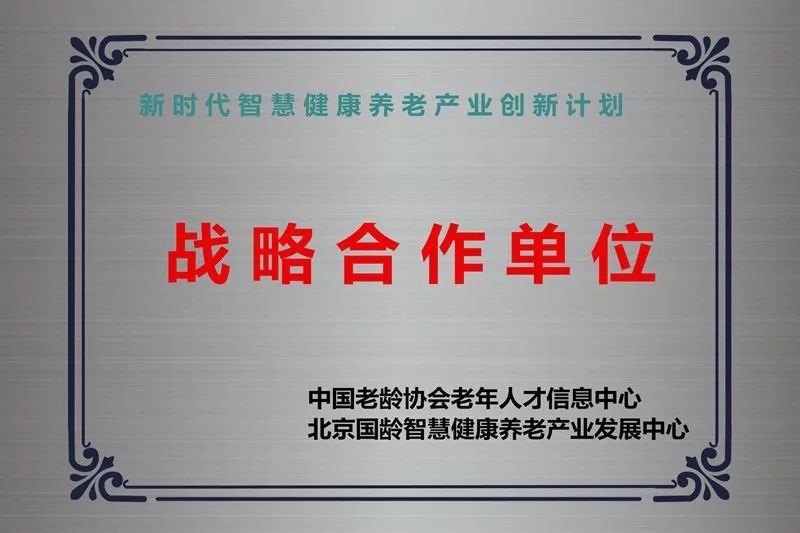 新时代智慧健康养老产业创新计划
战略合作单位
中国老龄协会老年人才信息中心
北京国龄智慧健康养老产业发展中心